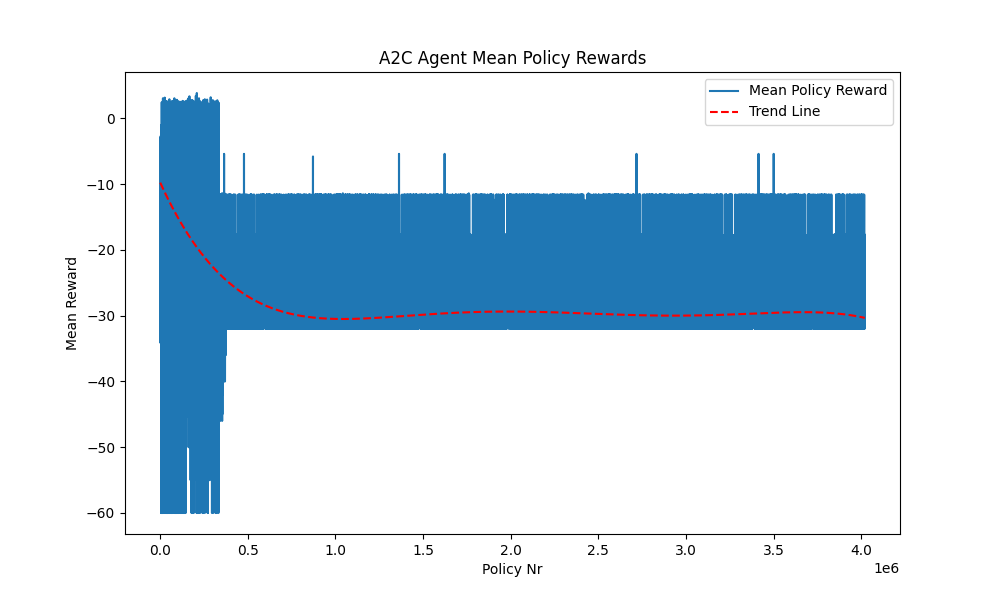 A2C Agent Mean Policy Rewards
Mean Policy Reward
Trend Line
Mean Reward
0
−10
−20
−30
−40
−50
−60
0.0 0.5 1.0 1.5 2.0 2.5 3.0 3.5 4.0
1e6
Policy Nr